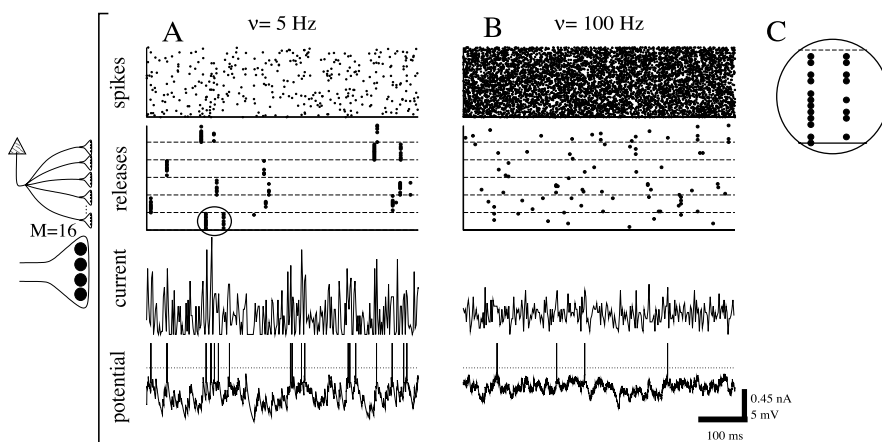 A
ν= 5 Hz
B
ν= 100 Hz
C
spikes
releases
M=16
current
potential
0.45 nA
5 mV
100 ms